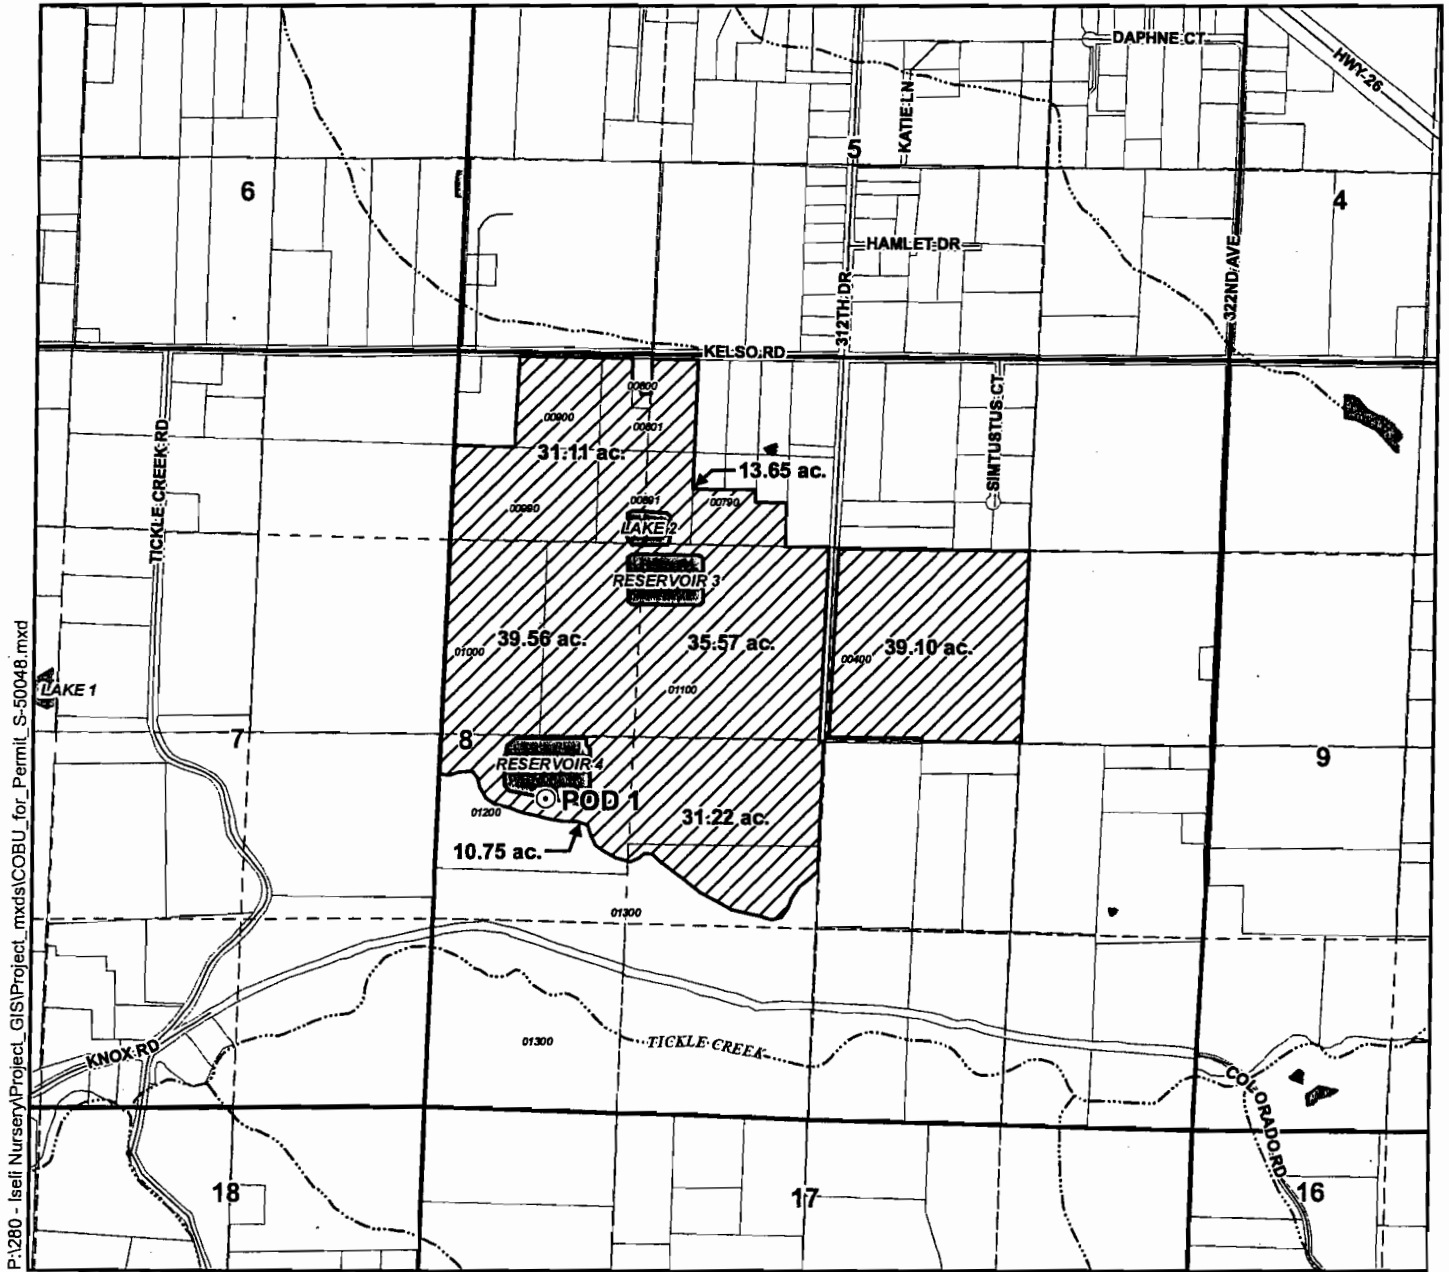 DAPHNE CT
HWY 26
KATIE LN
5
6
4
HAMLET DR
322ND AVE
312TH DR
KELSO RD
00800
SIMTUSTUS CT
00900
00801
TICKLE CREEK RD
31.11 ac.
13.65 ac.
00891
00790
00980
LAKE 2
RESERVOIR 3
39.56 ac.
35.57 ac.
39.10 ac.
01000
00400
01100
LAKE 1
7
8
9
RESERVOIR 4
POD 1
01200
31.22 ac.
10.75 ac.
01300
01300
TICKLE CREEK
KNOX RD
COLORADO RD
18
17
16
P:\280 - Iseli Nursery\Project_GIS\Project_mxds\COBU_for_Permit_S-50048.mxd